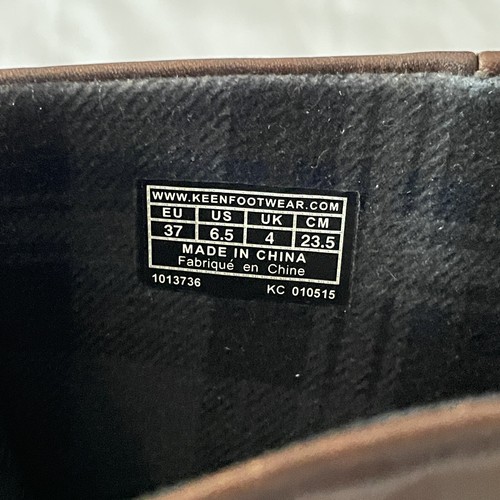 WWW.KEENFOOTWEAR.COM
EU US UK CM
37 6.5 4 23.5
MADE IN CHINA
Fabriqué en Chine
1013736 KC 010515